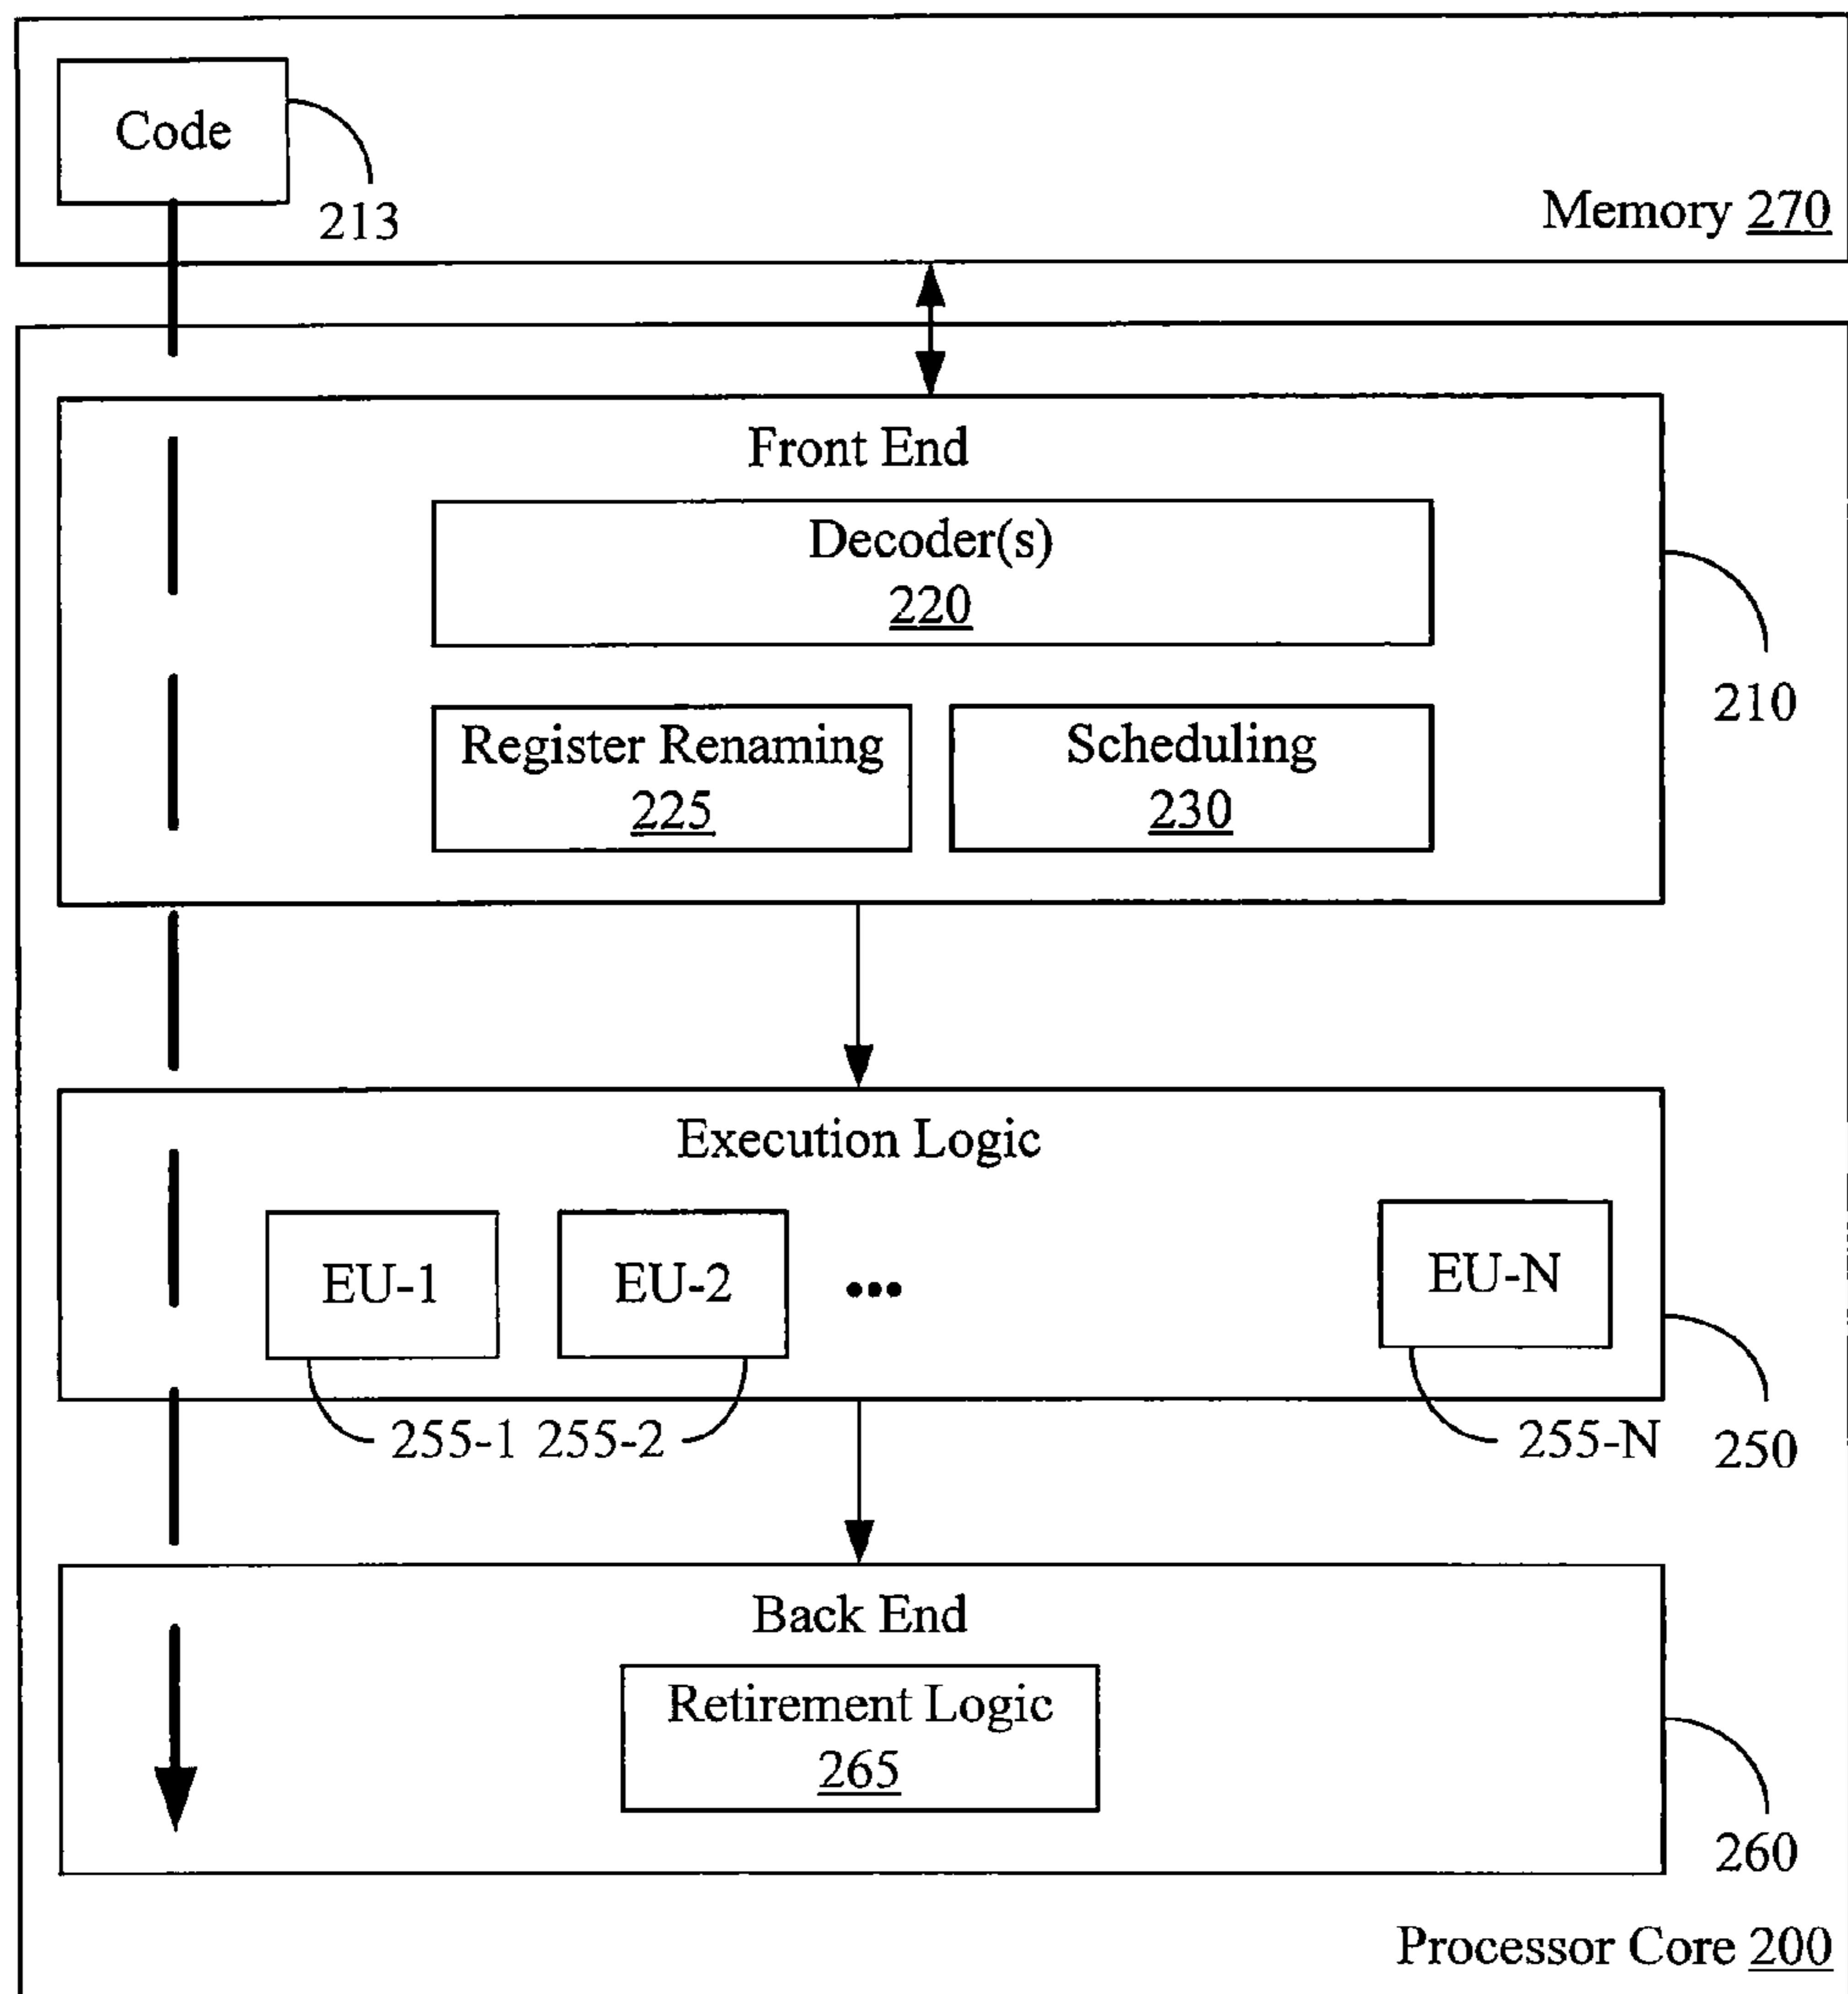 Code
213
Memory 270
Front End
Decoder(s)
220
210
Register Renaming
225
Scheduling
230
Execution Logic
EU-1
EU-2
•••
EU-N
255-1 255-2
255-N
250
Back End
Retirement Logic
265
260
Processor Core 200